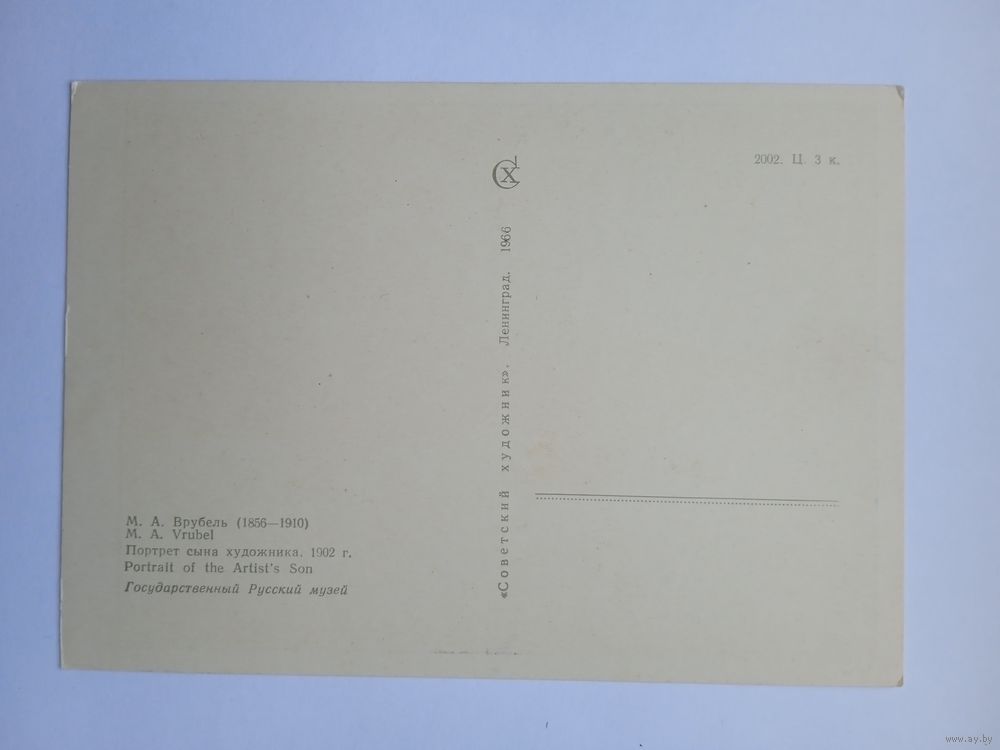 2002. Ц. 3 к.
«Советский художник». Ленинград. 1966
М. А. Врубель (1856—1910)
M. A. Vrubel
Портрет сына художника. 1902 г.
Portrait of the Artist's Son
Государственный Русский музей
www.ay.by